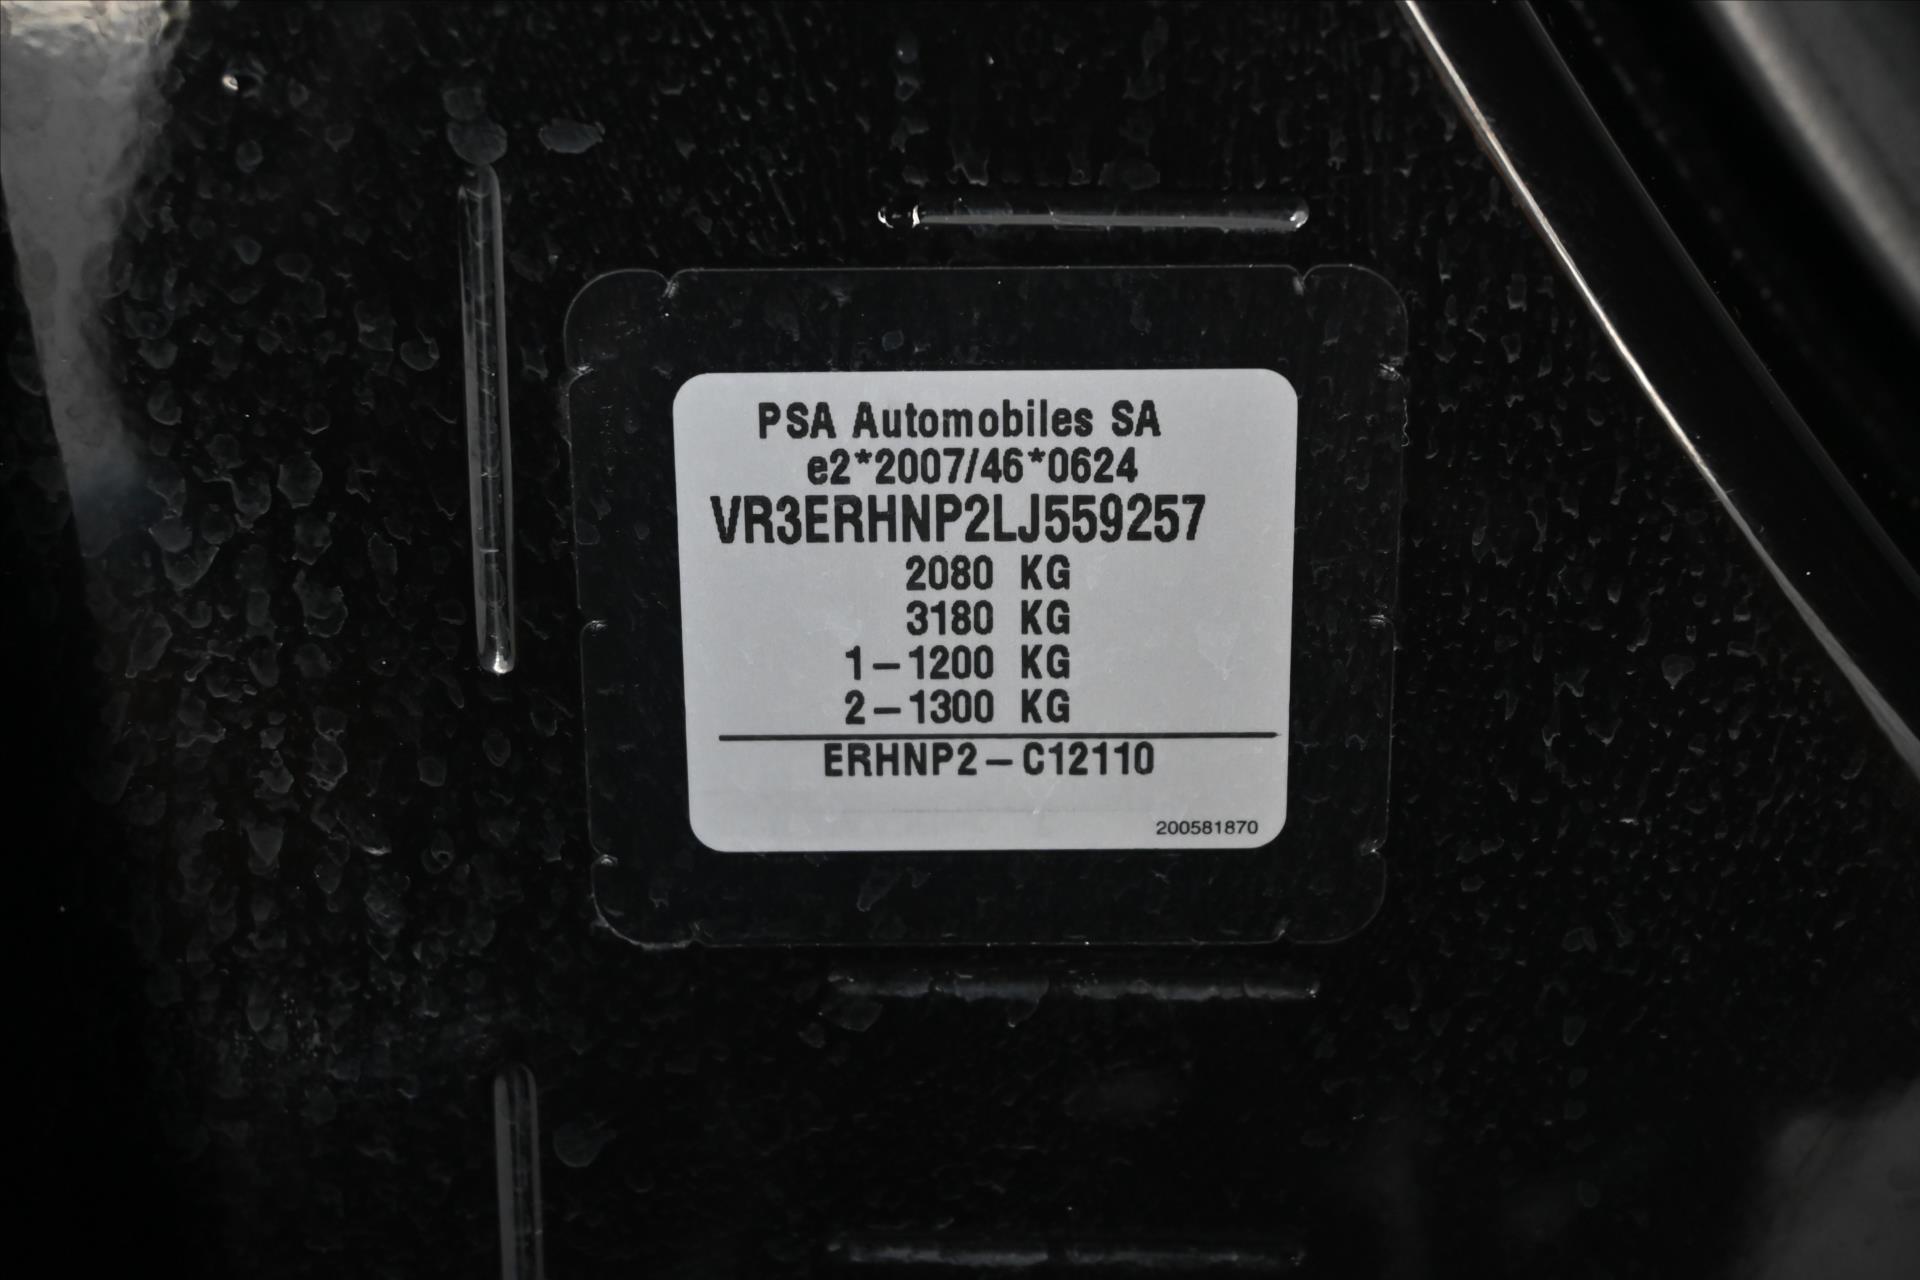 PSA Automobiles SA
e2*2007/46*0624
VR3ERHNP2LJ559257
2080 KG
3180 KG
1-1200 KG
2-1300 KG
ERHNP2-C12110
200581870